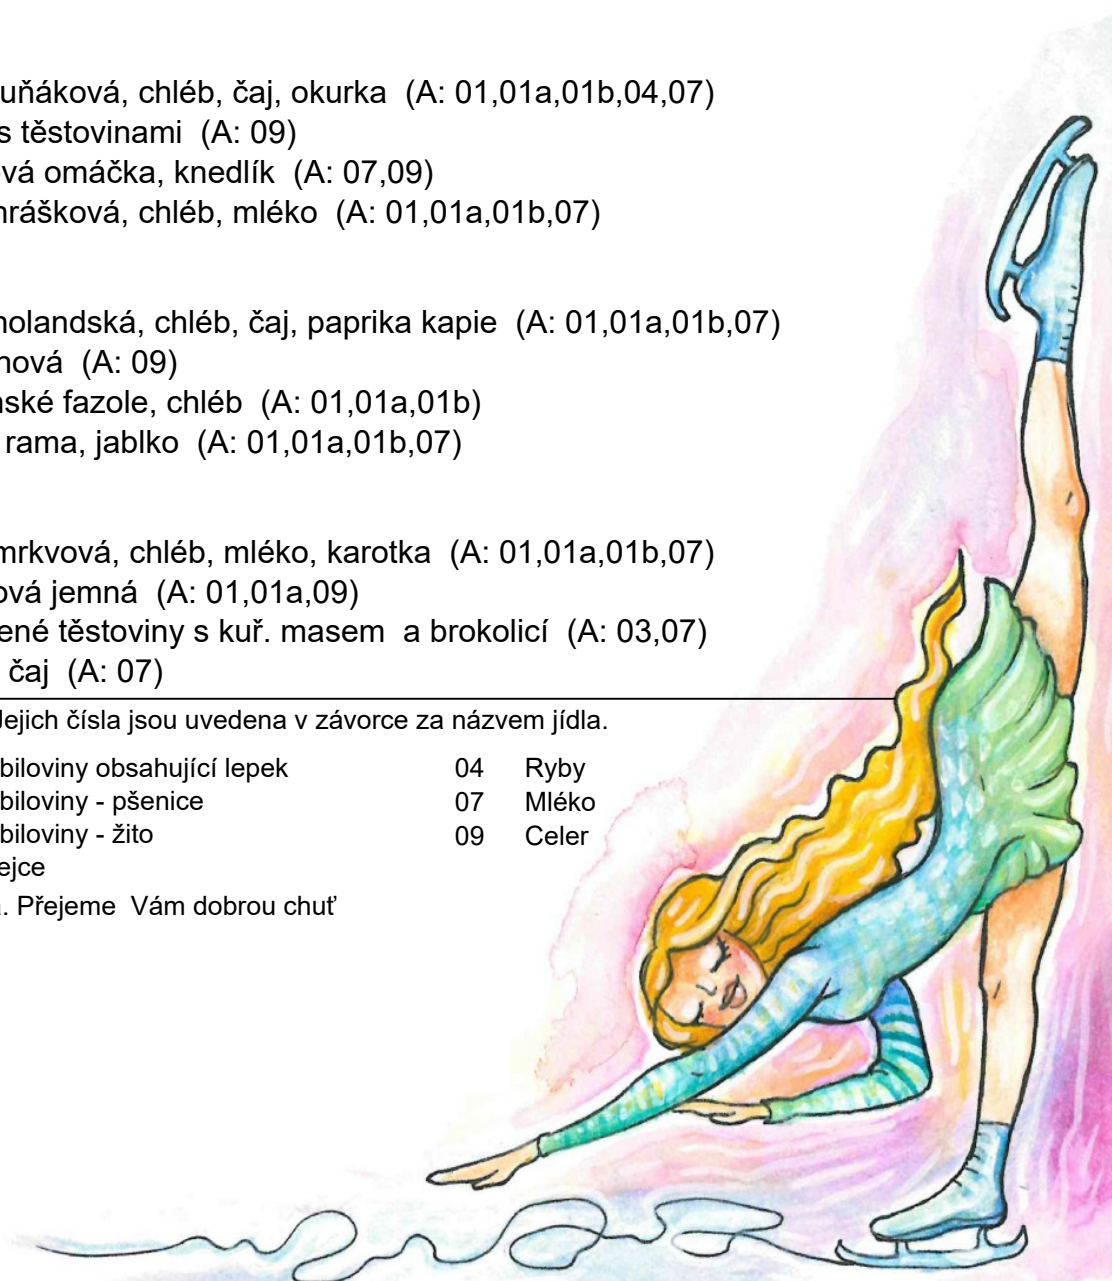 uňáková, chléb, čaj, okurka (A: 01,01a,01b,04,07)
s těstovinami (A: 09)
vá omáčka, knedlík (A: 07,09)
hrášková, chléb, mléko (A: 01,01a,01b,07)
holandská, chléb, čaj, paprika kapie (A: 01,01a,01b,07)
nová (A: 09)
nské fazole, chléb (A: 01,01a,01b)
rama, jablko (A: 01,01a,01b,07)
mrkvová, chléb, mléko, karotka (A: 01,01a,01b,07)
ová jemná (A: 01,01a,09)
ené těstoviny s kuř. masem a brokolicí (A: 03,07)
čaj (A: 07)
Jejich čísla jsou uvedena v závorce za názvem jídla.
biloviny obsahující lepek 04 Ryby
biloviny - pšenice 07 Mléko
biloviny - žito 09 Celer
ejce
. Přejeme Vám dobrou chuť